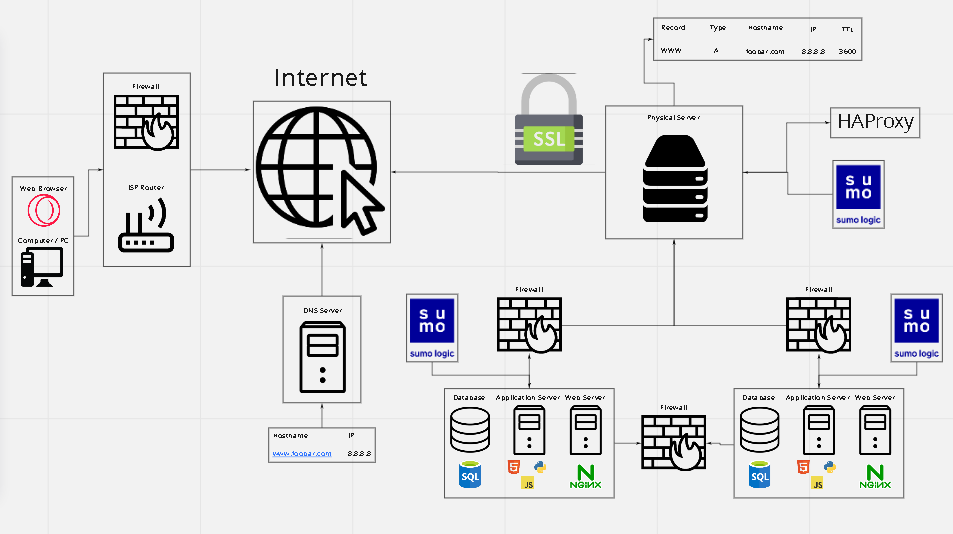 Internet
Record Type Hostname IP TTL
WWW A foobar.com 8.8.8.8 3600
Firewall
ISP Router
Web Browser
Computer / PC
SSL
Physical Server
HAProxy
su
mo
sumo logic
DNS Server
Hostname IP
www.foobar.com 8.8.8.8
su
mo
sumo logic
Firewall
Firewall
su
mo
sumo logic
Database Application Server Web Server
SQL
5
JS
N
NGINX
Firewall
Database Application Server Web Server
SQL
5
JS
N
NGINX